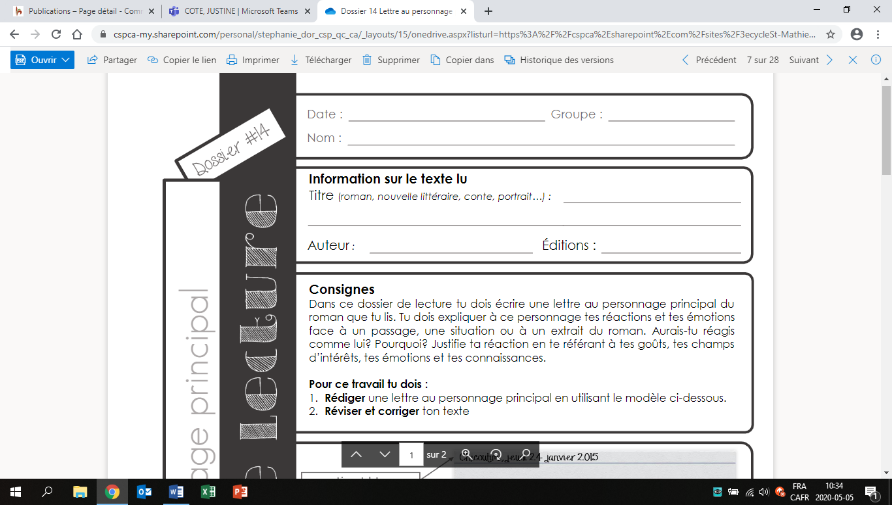 Publications – Page détail - Com
COTE, JUSTINE | Microsoft Teams
Dossier 14 Lettre au personnage
cspca-my.sharepoint.com/personal/stephanie_dor_csp_qc_ca/_layouts/15/onedrive.aspx?listurl=https%3A%2F%2Fcspca%2Esharepoint%2Ecom%2Fsites%2F3ecycleSt-Mathie...
Ouvrir
Partager
Copier le lien
Imprimer
Télécharger
Supprimer
Copier dans
Historique des versions
Précédent
7 sur 28
Suivant
Date :
Groupe :
Nom :
Dossier #14
Information sur le texte lu
Titre (roman, nouvelle littéraire, conte, portrait...) :
Auteur :
Éditions :
Consignes
Dans ce dossier de lecture tu dois écrire une lettre au personnage principal du
roman que tu lis. Tu dois expliquer à ce personnage tes réactions et tes émotions
face à un passage, une situation ou à un extrait du roman. Aurais-tu réagis
comme lui? Pourquoi? Justifie ta réaction en te référant à tes goûts, tes champs
d'intérêts, tes émotions et tes connaissances.
Pour ce travail tu dois :
1. Rédiger une lettre au personnage principal en utilisant le modèle ci-dessous.
2. Réviser et corriger ton texte
age principal
e lecture
1 sur 2
janvier 2015
FRA
CAFR
10:34
2020-05-05
1